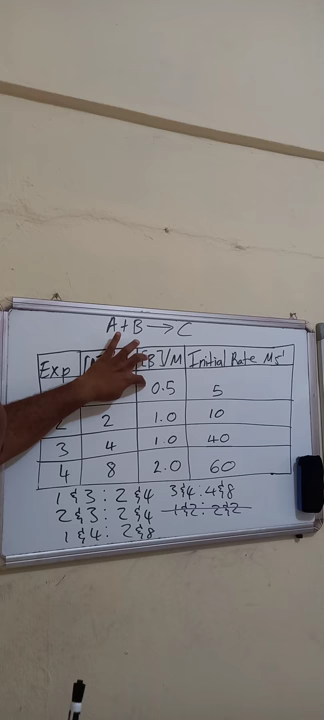 A + B → C
Exp [B]/M Initial Rate Ms⁻¹
0.5 5
2 1.0 10
3 4 1.0 40
4 8 2.0 60
1 & 3 : 2 & 4 3 & 4 : 4 & 8
2 & 3 : 2 & 4 1 & 2 : 2 & 2
1 & 4 : 2 & 8